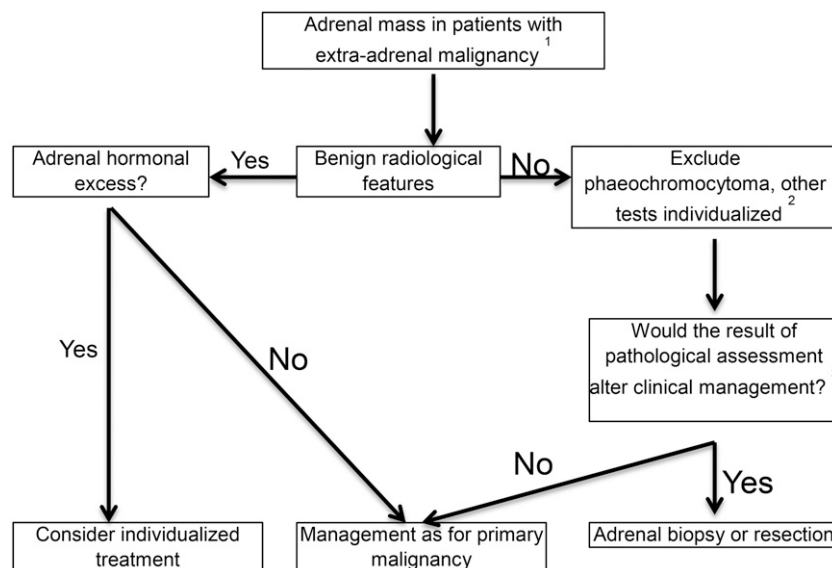 Adrenal mass in patients with
extra-adrenal malignancy 1
Adrenal hormonal
excess?
Yes
Benign radiological
features
No
Exclude
phaeochromocytoma, other
tests individualized 2
Would the result of
pathological assessment
alter clinical management?
Yes
No
No
Yes
Consider individualized
treatment
Management as for primary
malignancy
Adrenal biopsy or resection